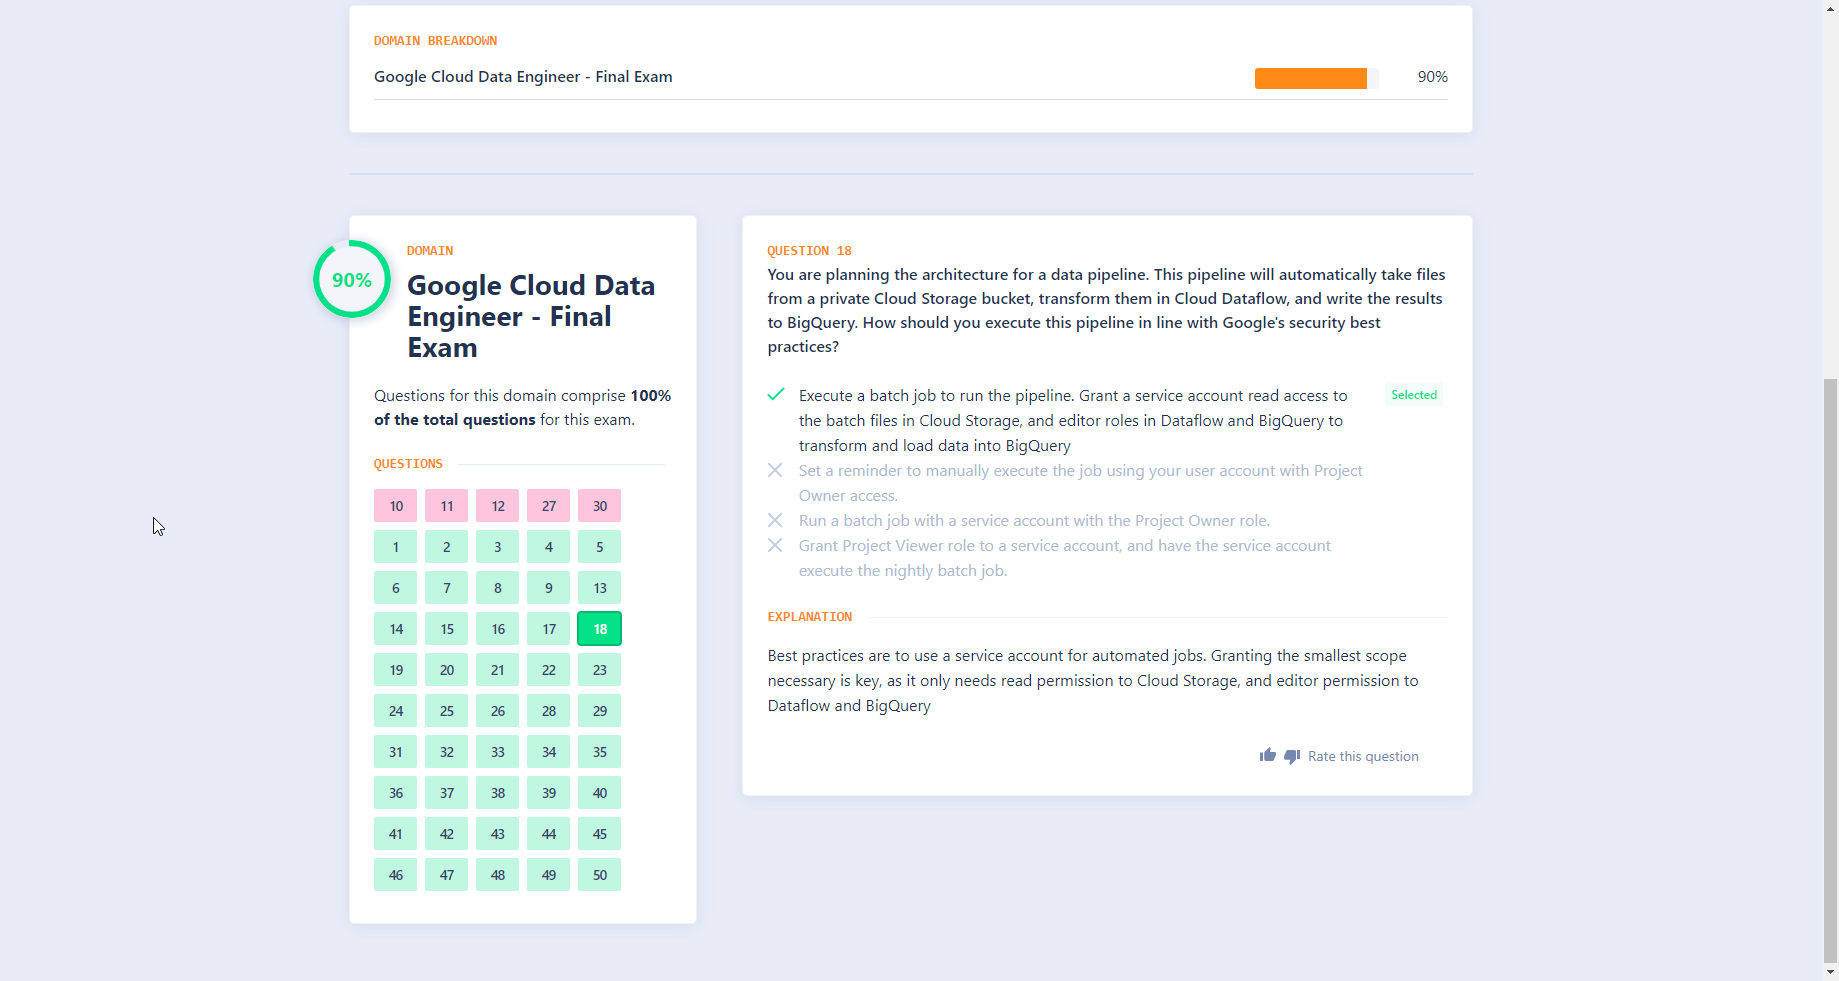 DOMAIN BREAKDOWN
Google Cloud Data Engineer - Final Exam 90%
90%
DOMAIN
Google Cloud Data
Engineer - Final
Exam
Questions for this domain comprise 100%
of the total questions for this exam.
QUESTIONS
10 11 12 27 30
1 2 3 4 5
6 7 8 9 13
14 15 16 17 18
19 20 21 22 23
24 25 26 28 29
31 32 33 34 35
36 37 38 39 40
41 42 43 44 45
46 47 48 49 50
QUESTION 18
You are planning the architecture for a data pipeline. This pipeline will automatically take files
from a private Cloud Storage bucket, transform them in Cloud Dataflow, and write the results
to BigQuery. How should you execute this pipeline in line with Google's security best
practices?
Execute a batch job to run the pipeline. Grant a service account read access to Selected
the batch files in Cloud Storage, and editor roles in Dataflow and BigQuery to
transform and load data into BigQuery
Set a reminder to manually execute the job using your user account with Project
Owner access.
Run a batch job with a service account with the Project Owner role.
Grant Project Viewer role to a service account, and have the service account
execute the nightly batch job.
EXPLANATION
Best practices are to use a service account for automated jobs. Granting the smallest scope
necessary is key, as it only needs read permission to Cloud Storage, and editor permission to
Dataflow and BigQuery
Rate this question